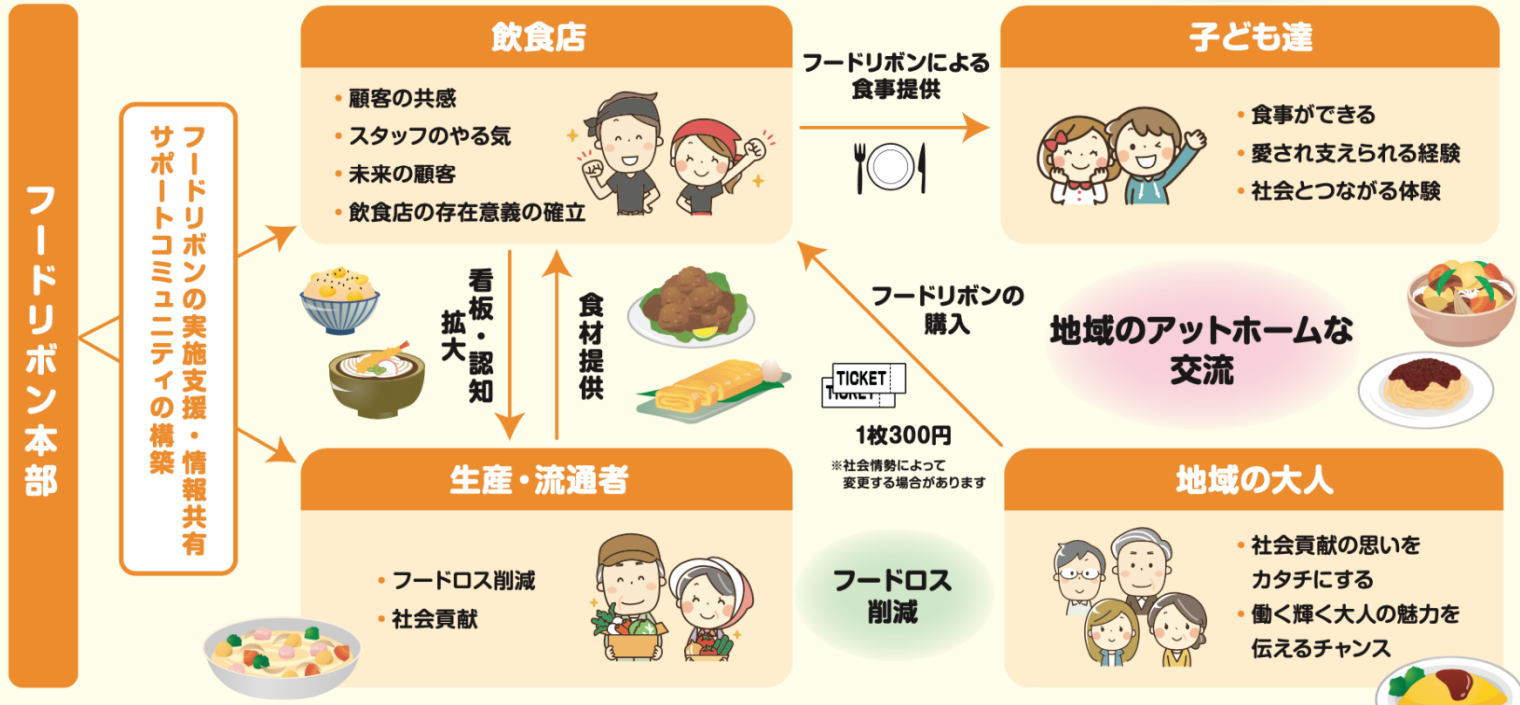 フードリボン本部
フードリボンの実施支援・情報共有
サポートコミュニティの構築
飲食店
・顧客の共感
・スタッフのやる気
・未来の顧客
・飲食店の存在意義の確立
フードリボンによる
食事提供
子ども達
・食事ができる
・愛され支えられる経験
・社会とつながる体験
看板・認知
拡大
食材提供
フードリボンの
購入
TICKET
TICKET
1枚300円
※社会情勢によって
変更する場合があります
地域のアットホームな
交流
生産・流通者
・フードロス削減
・社会貢献
フードロス
削減
地域の大人
・社会貢献の思いを
カタチにする
・働く輝く大人の魅力を
伝えるチャンス